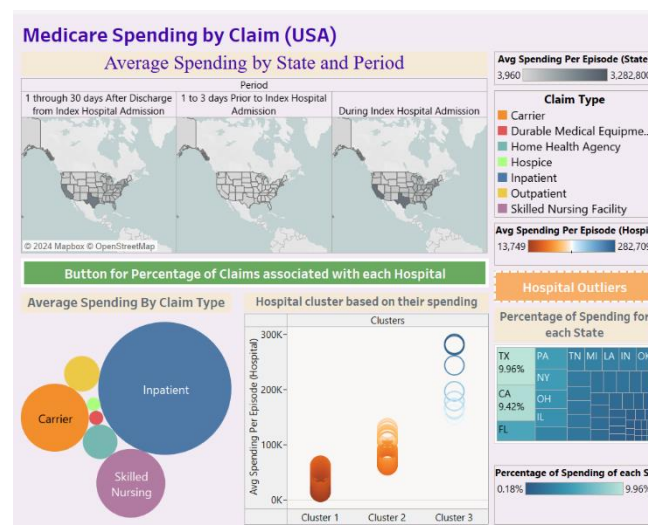 Medicare Spending by Claim (USA)
Average Spending by State and Period
Period
1 through 30 days After Discharge
from Index Hospital Admission
1 to 3 days Prior to Index Hospital
Admission
During Index Hospital Admission
© 2024 Mapbox © OpenStreetMap
Avg Spending Per Episode (State
3,960
3,282,800
Claim Type
Carrier
Durable Medical Equipme..
Home Health Agency
Hospice
Inpatient
Outpatient
Skilled Nursing Facility
Avg Spending Per Episode (Hospi
13,749
282,709
Button for Percentage of Claims associated with each Hospital
Hospital Outliers
Average Spending By Claim Type
Inpatient
Carrier
Skilled
Nursing
Hospital cluster based on their spending
Clusters
Avg Spending Per Episode (Hospital)
300K
200K
100K
0K
Cluster 1
Cluster 2
Cluster 3
Percentage of Spending for
each State
TX
9.96%
PA
TN
MI
LA
IN
OK
NY
CA
9.42%
OH
IL
FL
Percentage of Spending of each S
0.18%
9.96%